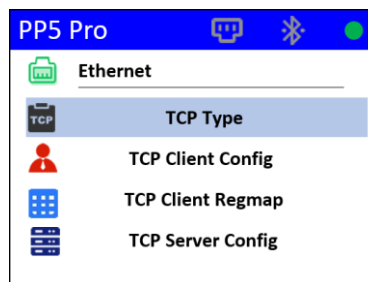 PP5 Pro
Ethernet
TCP TCP Type
TCP Client Config
TCP Client Regmap
TCP Server Config